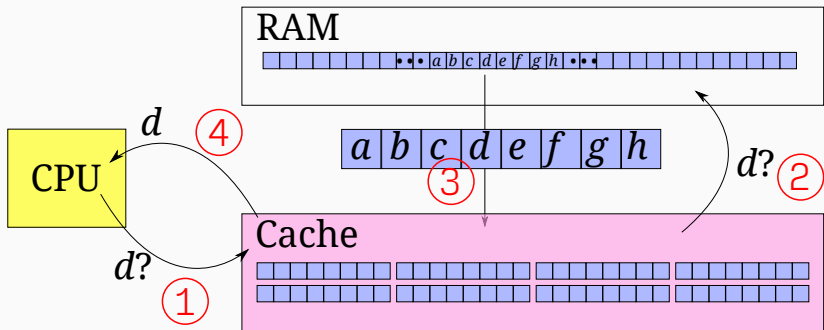 RAM
••• a b c d e f g h •••
d
④
a b c d e f g h
CPU
③
d?
②
Cache
d?
①